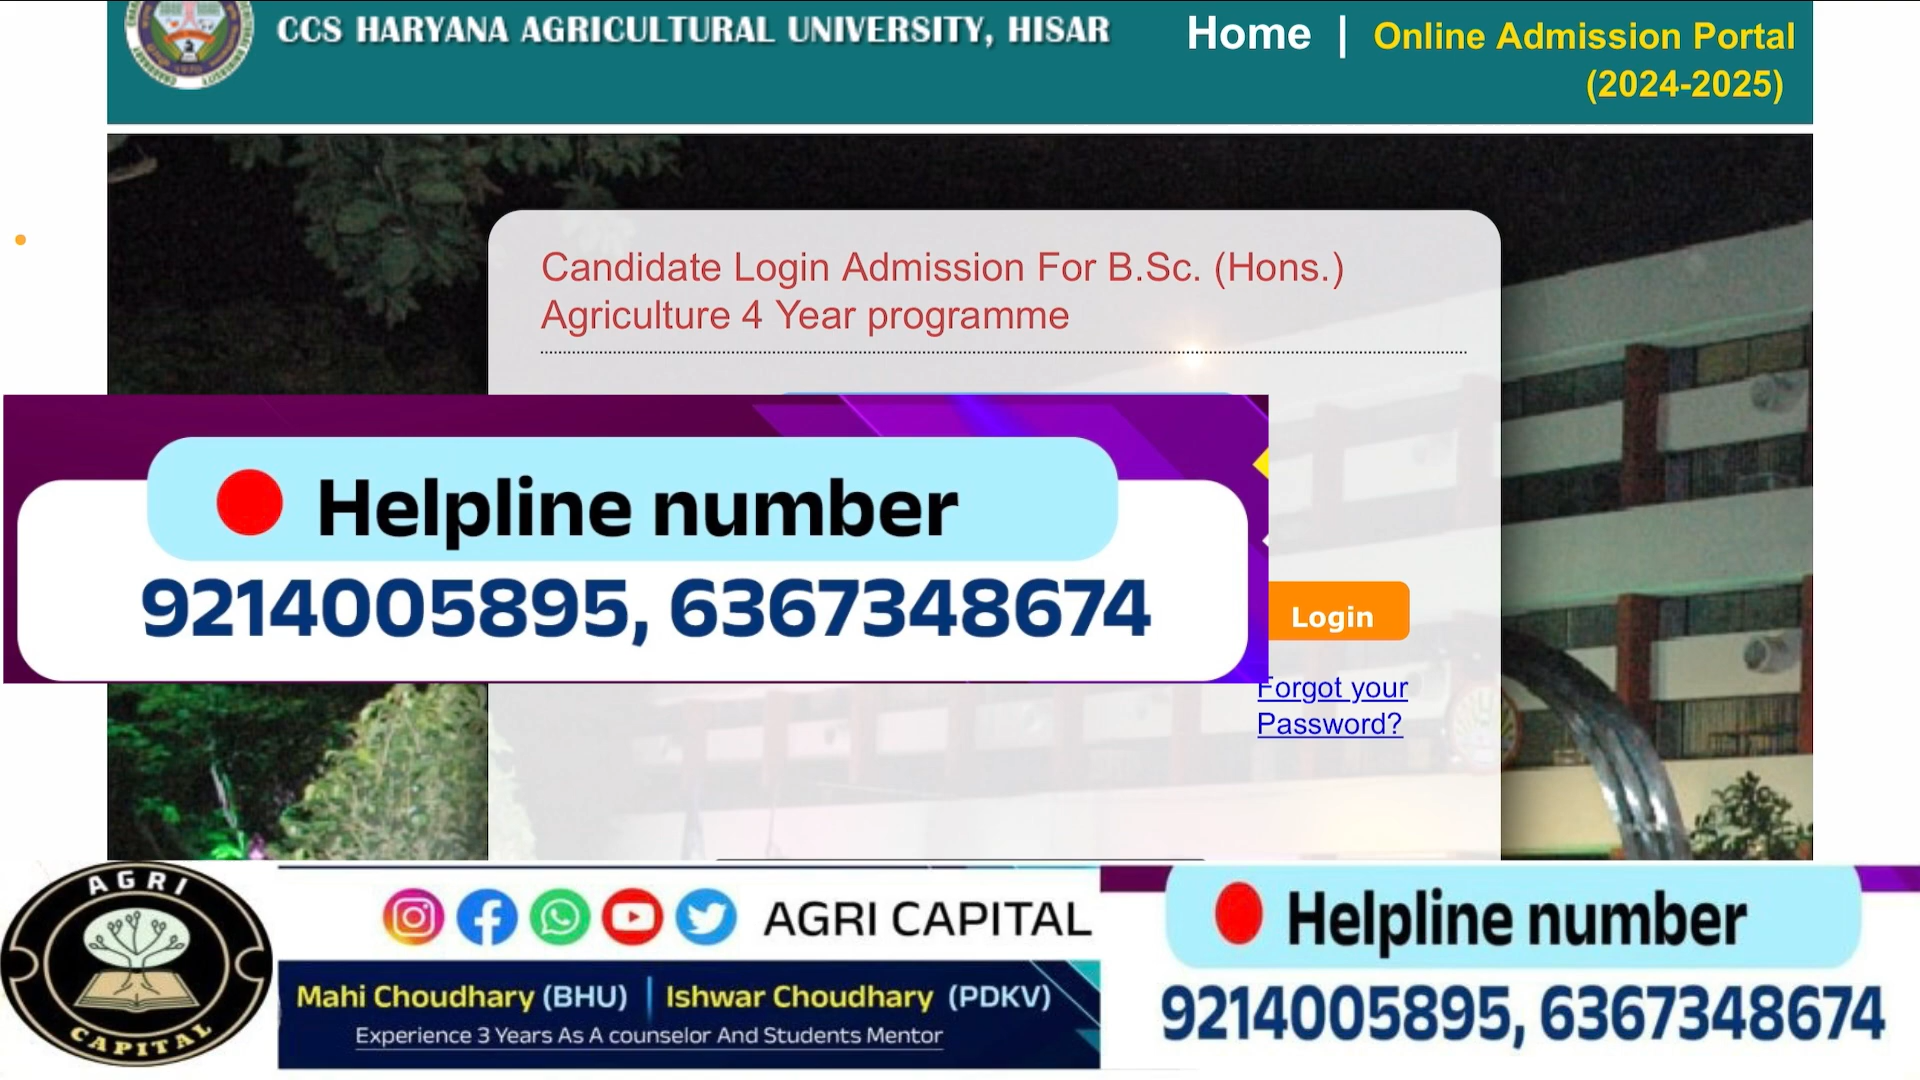 CCS HARYANA AGRICULTURAL UNIVERSITY, HISAR
Home | Online Admission Portal
(2024-2025)
Candidate Login Admission For B.Sc. (Hons.)
Agriculture 4 Year programme
Helpline number
9214005895, 6367348674
Login
Forgot your
Password?
AGRI
CAPITAL
AGRI CAPITAL
Mahi Choudhary (BHU) | Ishwar Choudhary (PDKV)
Experience 3 Years As A counselor And Students Mentor
Helpline number
9214005895, 6367348674